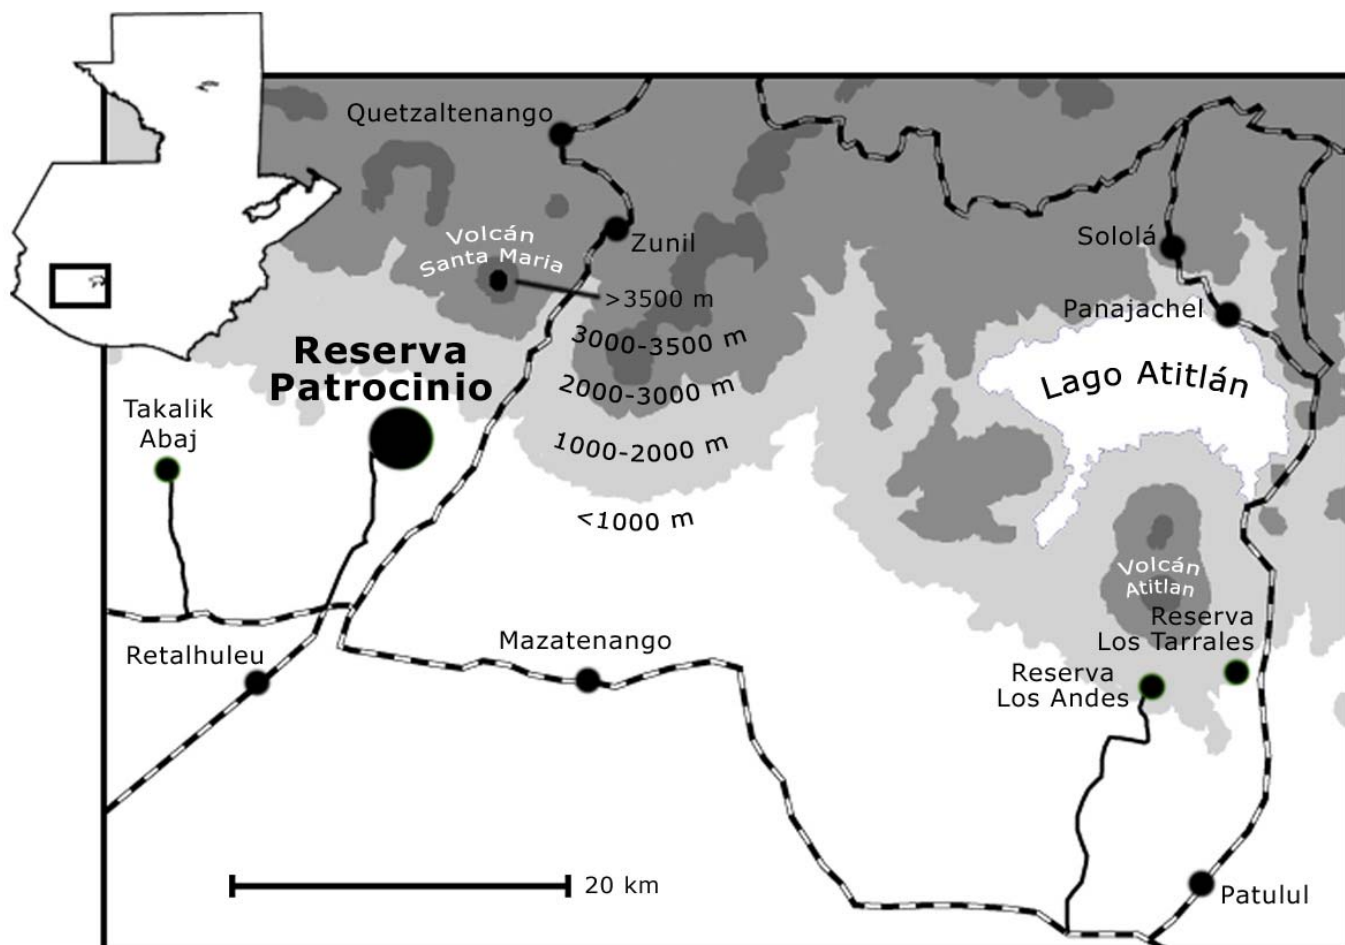 Quetzaltenango
Volcán
Santa Maria
Zunil
>3500 m
3000-3500 m
2000-3000 m
1000-2000 m
<1000 m
Reserva
Patrocinio
Takalik
Abaj
Sololá
Panajachel
Lago Atitlán
Volcán
Atitlan
Reserva
Los Tarrales
Reserva
Los Andes
Retalhuleu
Mazatenango
20 km
Patulul